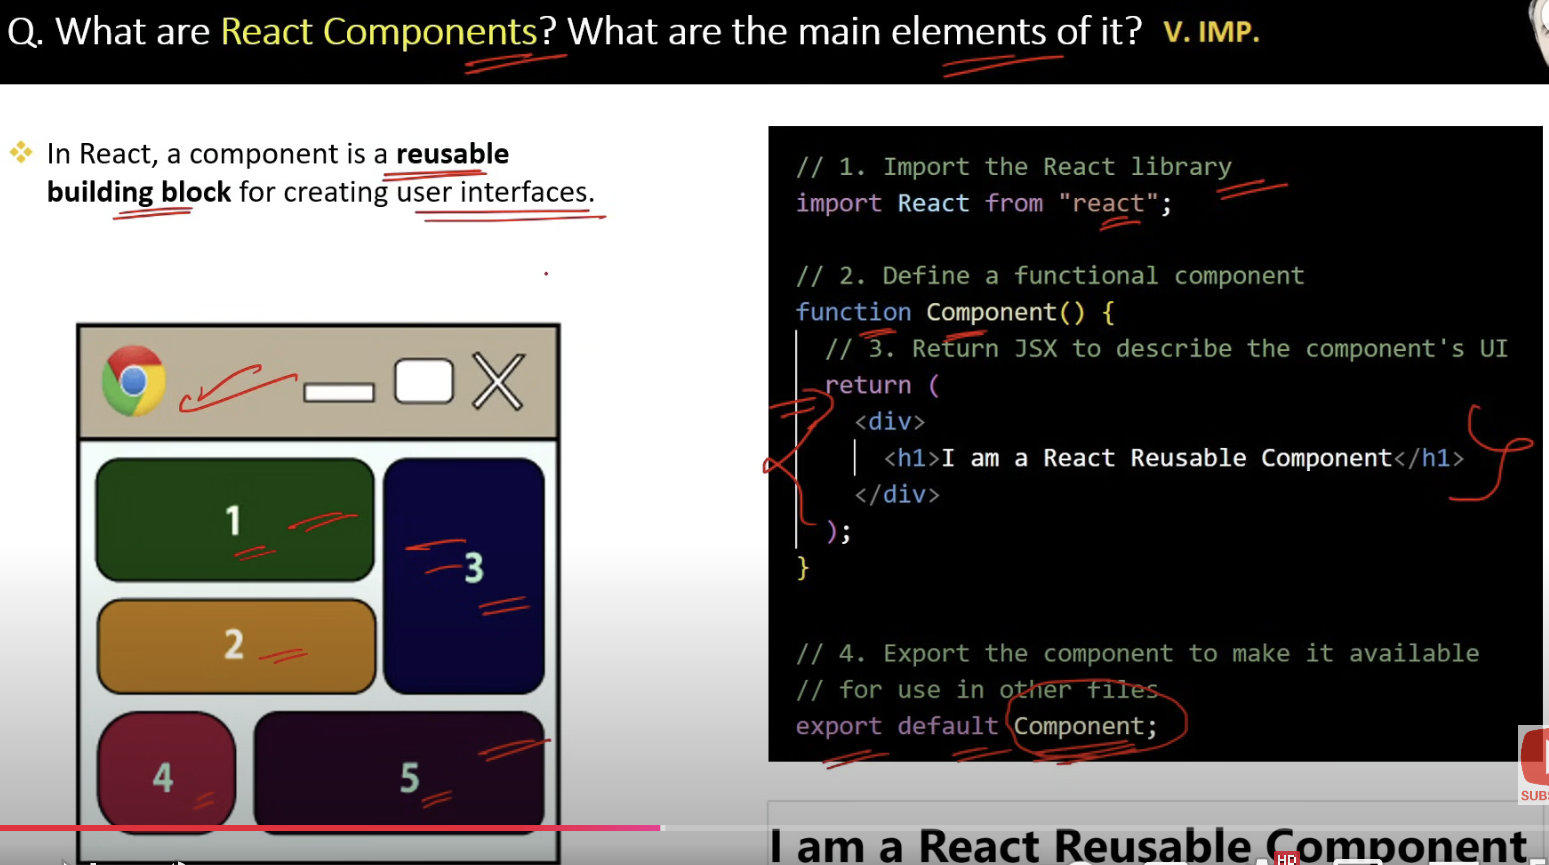 Q. What are React Components? What are the main elements of it? V. IMP.
In React, a component is a reusable
building block for creating user interfaces.
1
2
3
4
5
// 1. Import the React library
import React from "react";
// 2. Define a functional component
function Component() {
// 3. Return JSX to describe the component's UI
return (
<div>
<h1>I am a React Reusable Component</h1>
</div>
);
}
// 4. Export the component to make it available
// for use in other files
export default Component;
I am a React Reusable Component
HD